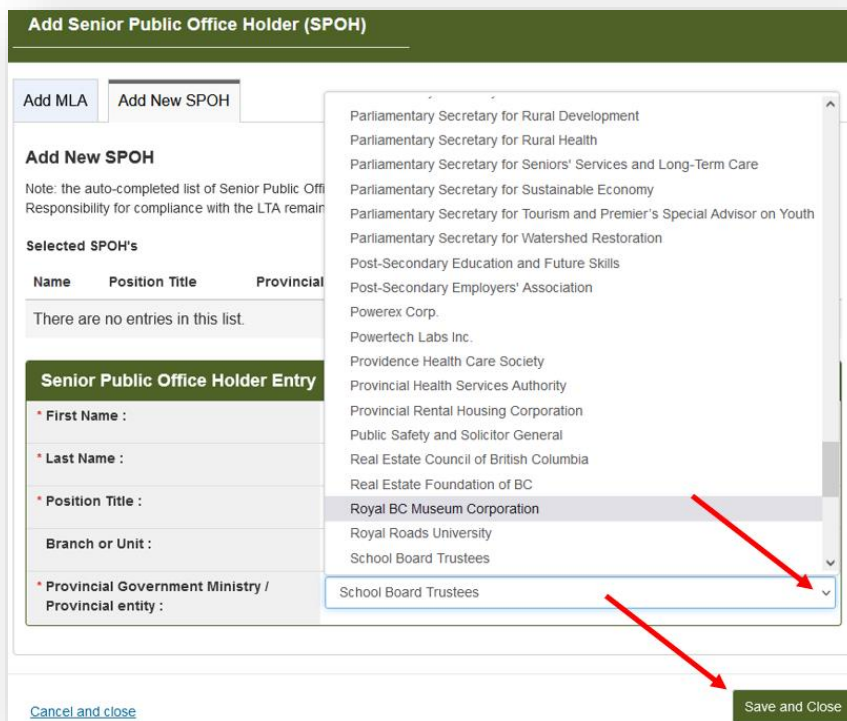 Add Senior Public Office Holder (SPOH)
Add MLA
Add New SPOH
Add New SPOH
Note: the auto-completed list of Senior Public Offi
Responsibility for compliance with the LTA remain
Selected SPOH's
Name Position Title Provincial
There are no entries in this list.
Parliamentary Secretary for Rural Development
Parliamentary Secretary for Rural Health
Parliamentary Secretary for Seniors' Services and Long-Term Care
Parliamentary Secretary for Sustainable Economy
Parliamentary Secretary for Tourism and Premier's Special Advisor on Youth
Parliamentary Secretary for Watershed Restoration
Post-Secondary Education and Future Skills
Post-Secondary Employers' Association
Powerex Corp.
Powertech Labs Inc.
Providence Health Care Society
Provincial Health Services Authority
Provincial Rental Housing Corporation
Public Safety and Solicitor General
Real Estate Council of British Columbia
Real Estate Foundation of BC
Royal BC Museum Corporation
Royal Roads University
School Board Trustees
Senior Public Office Holder Entry
* First Name :
* Last Name :
* Position Title :
Branch or Unit :
* Provincial Government Ministry /
Provincial entity :
School Board Trustees
Cancel and close
Save and Close